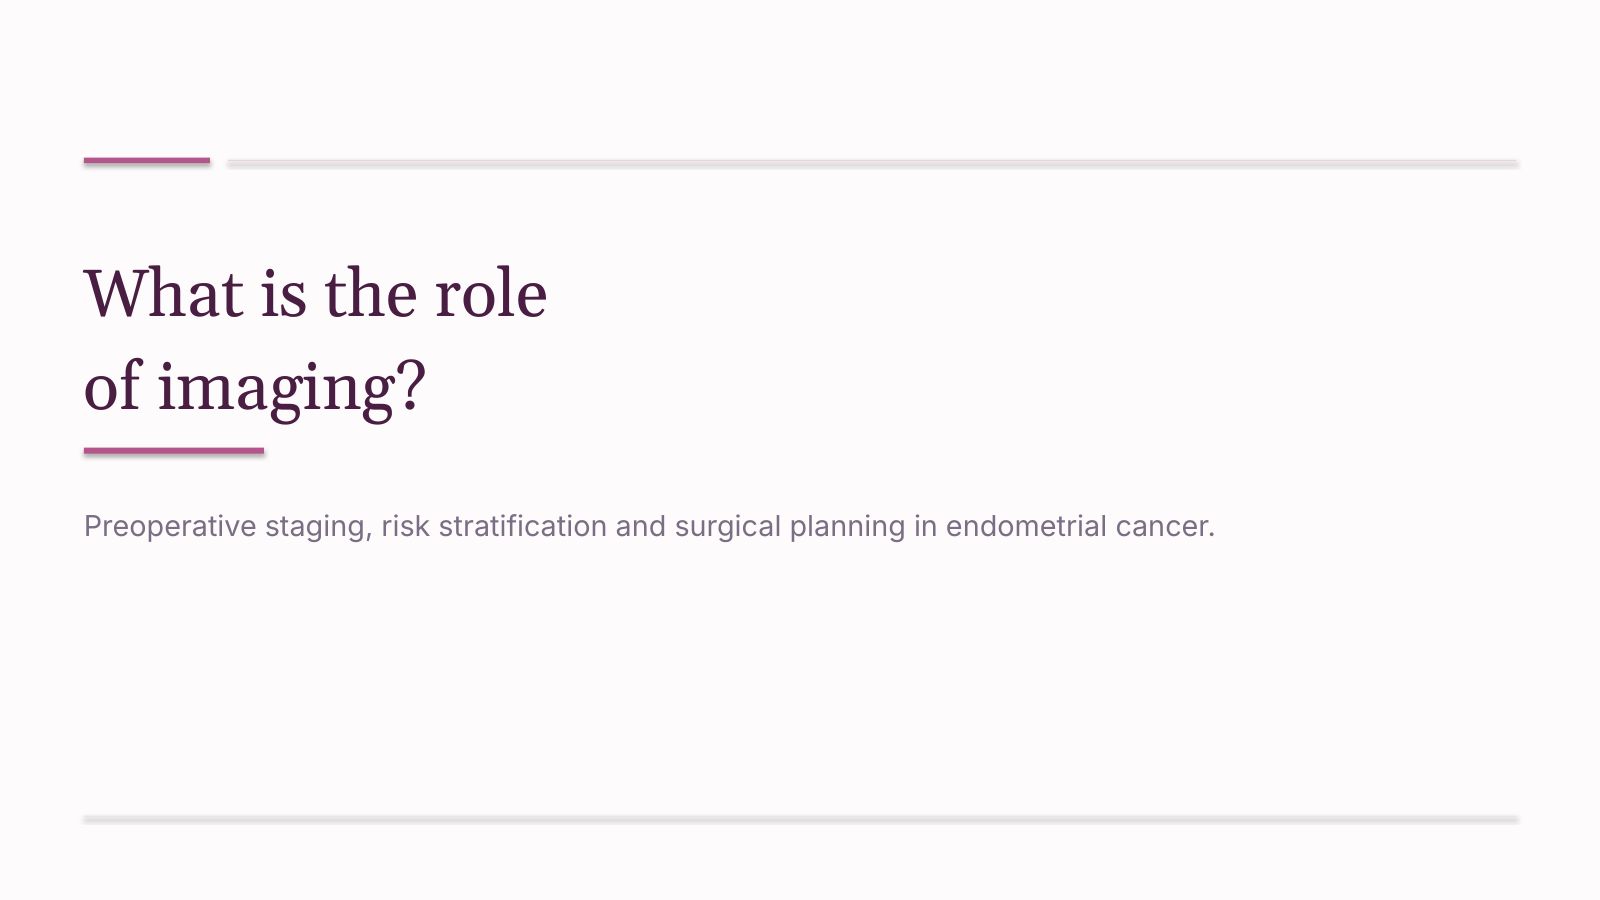 What is the role
of imaging?
Preoperative staging, risk stratification and surgical planning in endometrial cancer.